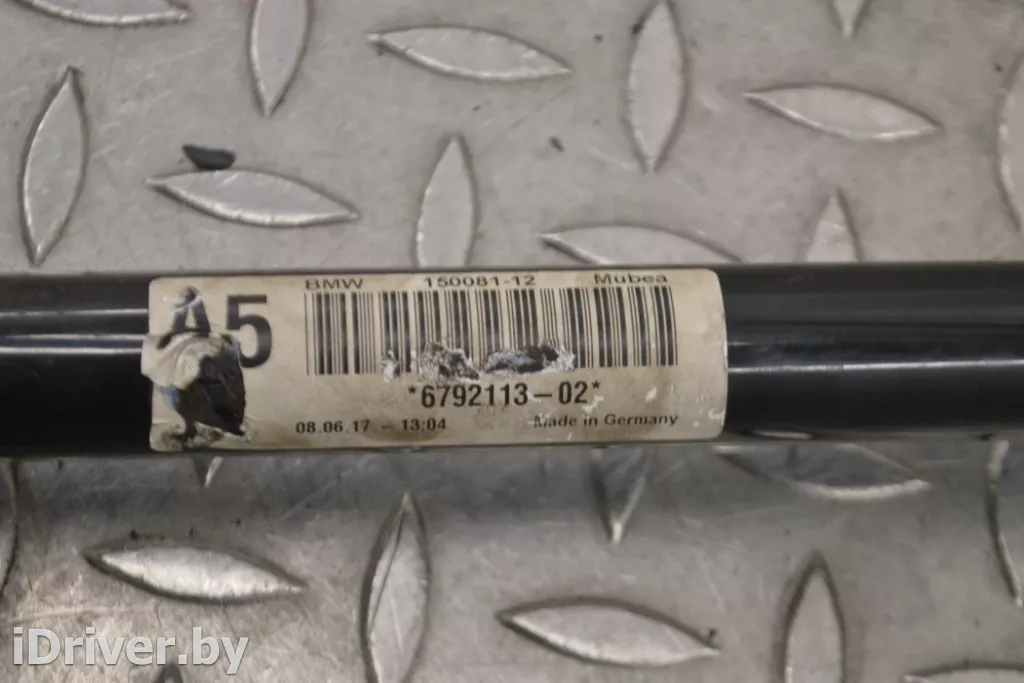 BMW 150081-12 Mubea
A5
*6792113-02*
08.06.17 - 13:04 Made in Germany
iDriver.by